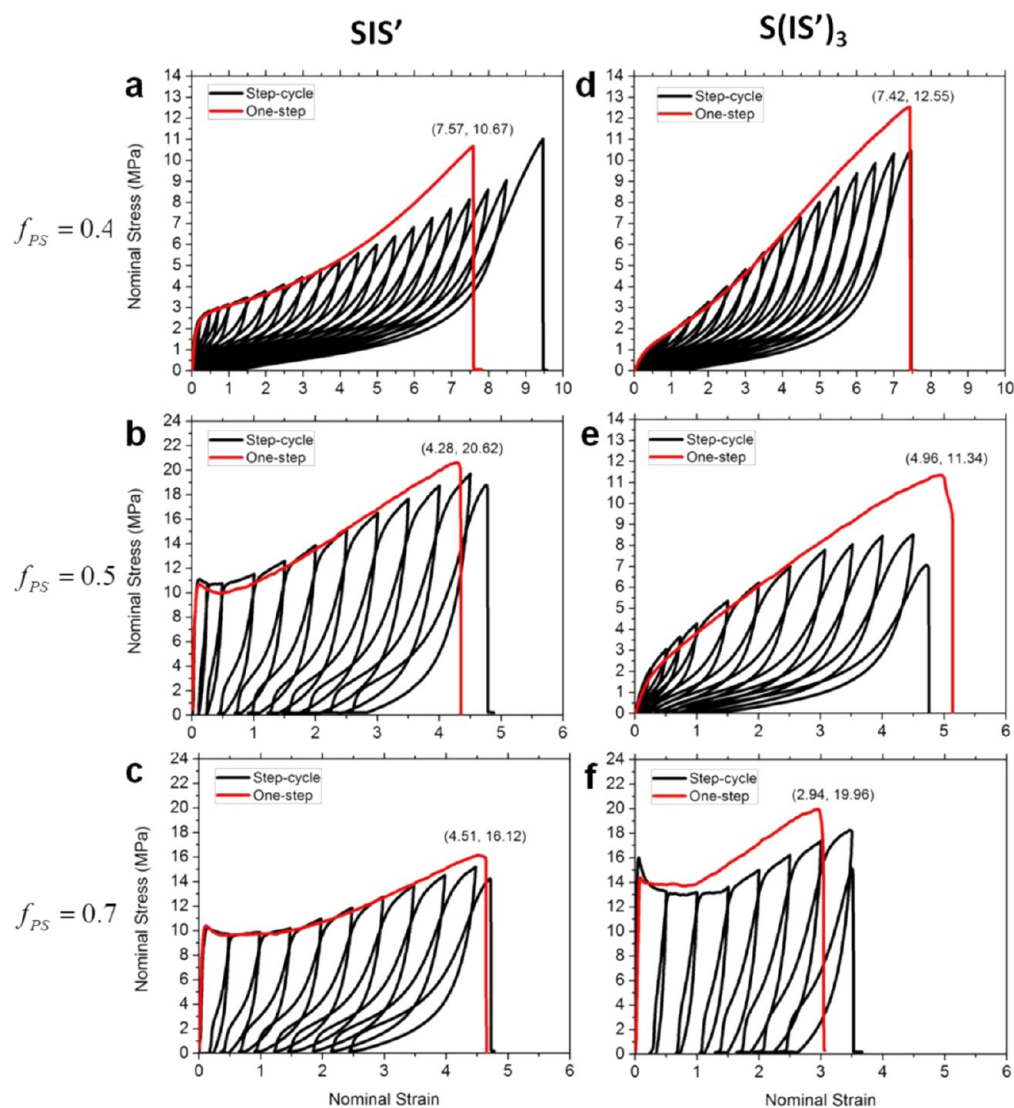 SIS’
S(IS’)₃
a
Step-cycle
One-step
(7.57, 10.67)
14
13
12
11
10
9
8
7
6
5
4
3
2
1
0
Nominal Stress (MPa)
0 1 2 3 4 5 6 7 8 9 10
d
Step-cycle
One-step
(7.42, 12.55)
14
13
12
11
10
9
8
7
6
5
4
3
2
1
0
0 1 2 3 4 5 6 7 8 9 10
f_PS = 0.4
b
Step-cycle
One-step
(4.28, 20.62)
24
22
20
18
16
14
12
10
8
6
4
2
0
Nominal Stress (MPa)
0 1 2 3 4 5 6
e
Step-cycle
One-step
(4.96, 11.34)
14
13
12
11
10
9
8
7
6
5
4
3
2
1
0
0 1 2 3 4 5 6
f_PS = 0.5
c
Step-cycle
One-step
(4.51, 16.12)
24
22
20
18
16
14
12
10
8
6
4
2
0
Nominal Stress (MPa)
0 1 2 3 4 5 6
Nominal Strain
f
Step-cycle
One-step
(2.94, 19.96)
24
22
20
18
16
14
12
10
8
6
4
2
0
0 1 2 3 4 5 6
Nominal Strain
f_PS = 0.7